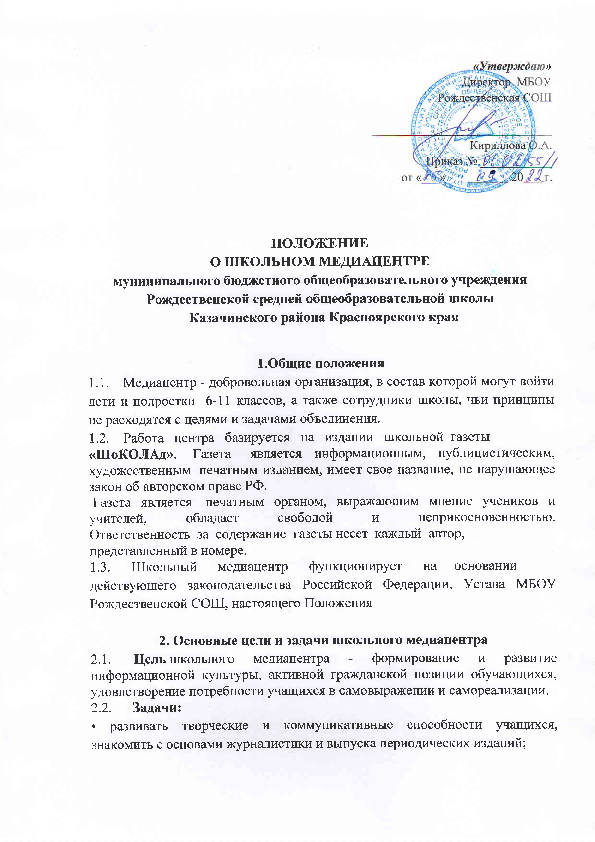 «Утверждаю»
Директор МБОУ
Рождественская СОШ
Кириллова О.А.
Приказ №
от « » 09 2022 г.
ПОЛОЖЕНИЕ
О ШКОЛЬНОМ МЕДИАЦЕНТРЕ
муниципального бюджетного общеобразовательного учреждения
Рождественской средней общеобразовательной школы
Казачинского района Красноярского края
1.Общие положения
1.1. Медиацентр - добровольная организация, в состав которой могут войти
дети и подростки 6-11 классов, а также сотрудники школы, чьи принципы
не расходятся с целями и задачами объединения.
1.2. Работа центра базируется на издании школьной газеты
«ШоКОЛАд». Газета является информационным, публицистическим,
художественным печатным изданием, имеет свое название, не нарушающее
закон об авторском праве РФ.
Газета является печатным органом, выражающим мнение учеников и
учителей, обладает свободой и неприкосновенностью.
Ответственность за содержание газеты несет каждый автор,
представленный в номере.
1.3. Школьный медиацентр функционирует на основании
действующего законодательства Российской Федерации, Устава МБОУ
Рождественской СОШ, настоящего Положения
2. Основные цели и задачи школьного медиацентра
2.1. Цель школьного медиацентра - формирование и развитие
информационной культуры, активной гражданской позиции обучающихся,
удовлетворение потребности учащихся в самовыражении и самореализации.
2.2. Задачи:
• развивать творческие и коммуникативные способности учащихся,
знакомить с основами журналистики и выпуска периодических изданий;